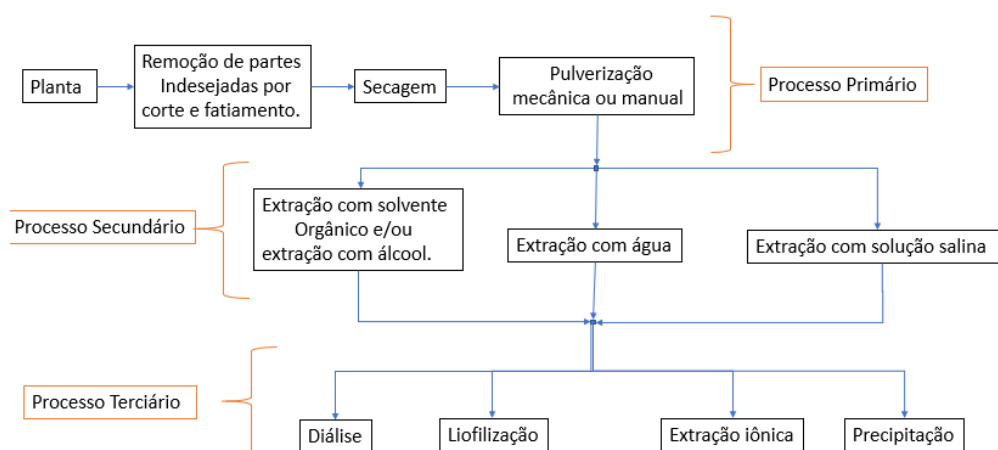 Planta
Remoção de partes
Indesejadas por
corte e fatiamento.
Secagem
Pulverização
mecânica ou manual
Processo Primário
Processo Secundário
Extração com solvente
Orgânico e/ou
extração com álcool.
Extração com água
Extração com solução salina
Processo Terciário
Diálise
Liofilização
Extração iônica
Precipitação